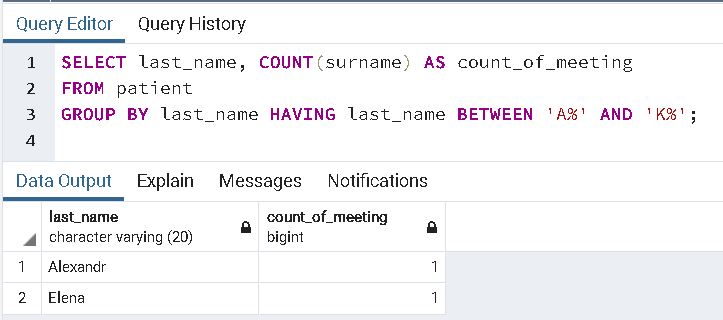 Query Editor Query History
1 SELECT last_name, COUNT(surname) AS count_of_meeting
2 FROM patient
3 GROUP BY last_name HAVING last_name BETWEEN 'A%' AND 'K%';
4
Data Output Explain Messages Notifications
last_name count_of_meeting
character varying (20) bigint
1 Alexandr 1
2 Elena 1